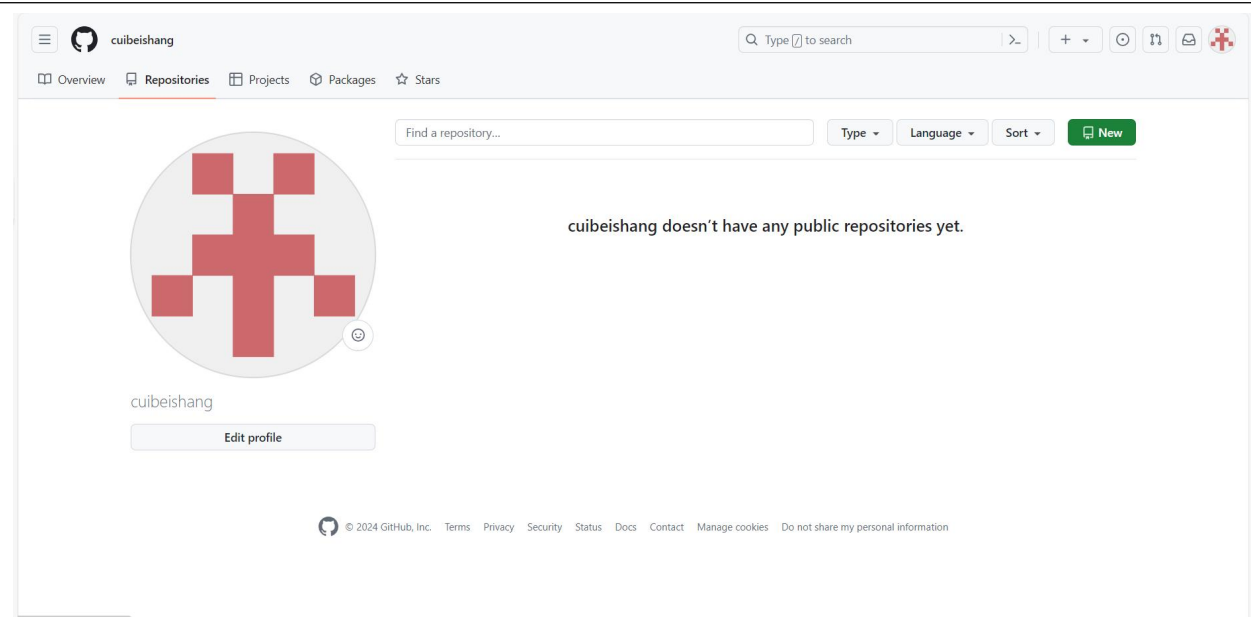 cuibeishang
Type / to search
Overview Repositories Projects Packages Stars
Find a repository...
Type Language Sort New
cuibeishang doesn't have any public repositories yet.
cuibeishang
Edit profile
© 2024 GitHub, Inc. Terms Privacy Security Status Docs Contact Manage cookies Do not share my personal information